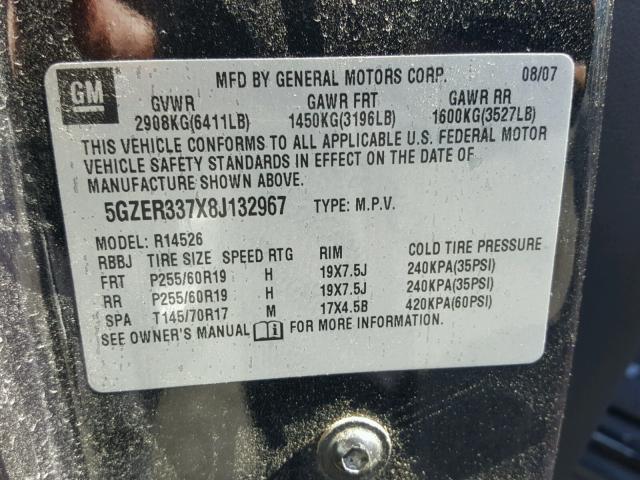 GM
MFD BY GENERAL MOTORS CORP. 08/07
GVWR GAWR FRT GAWR RR
2908KG(6411LB) 1450KG(3196LB) 1600KG(3527LB)
THIS VEHICLE CONFORMS TO ALL APPLICABLE U.S. FEDERAL MOTOR
VEHICLE SAFETY STANDARDS IN EFFECT ON THE DATE OF
MANUFACTURE SHOWN ABOVE.
5GZER337X8J132967 TYPE: M.P.V.
MODEL: R14526
RBBJ TIRE SIZE SPEED RTG RIM COLD TIRE PRESSURE
FRT P255/60R19 H 19X7.5J 240KPA(35PSI)
RR P255/60R19 H 19X7.5J 240KPA(35PSI)
SPA T145/70R17 M 17X4.5B 420KPA(60PSI)
SEE OWNER'S MANUAL FOR MORE INFORMATION.